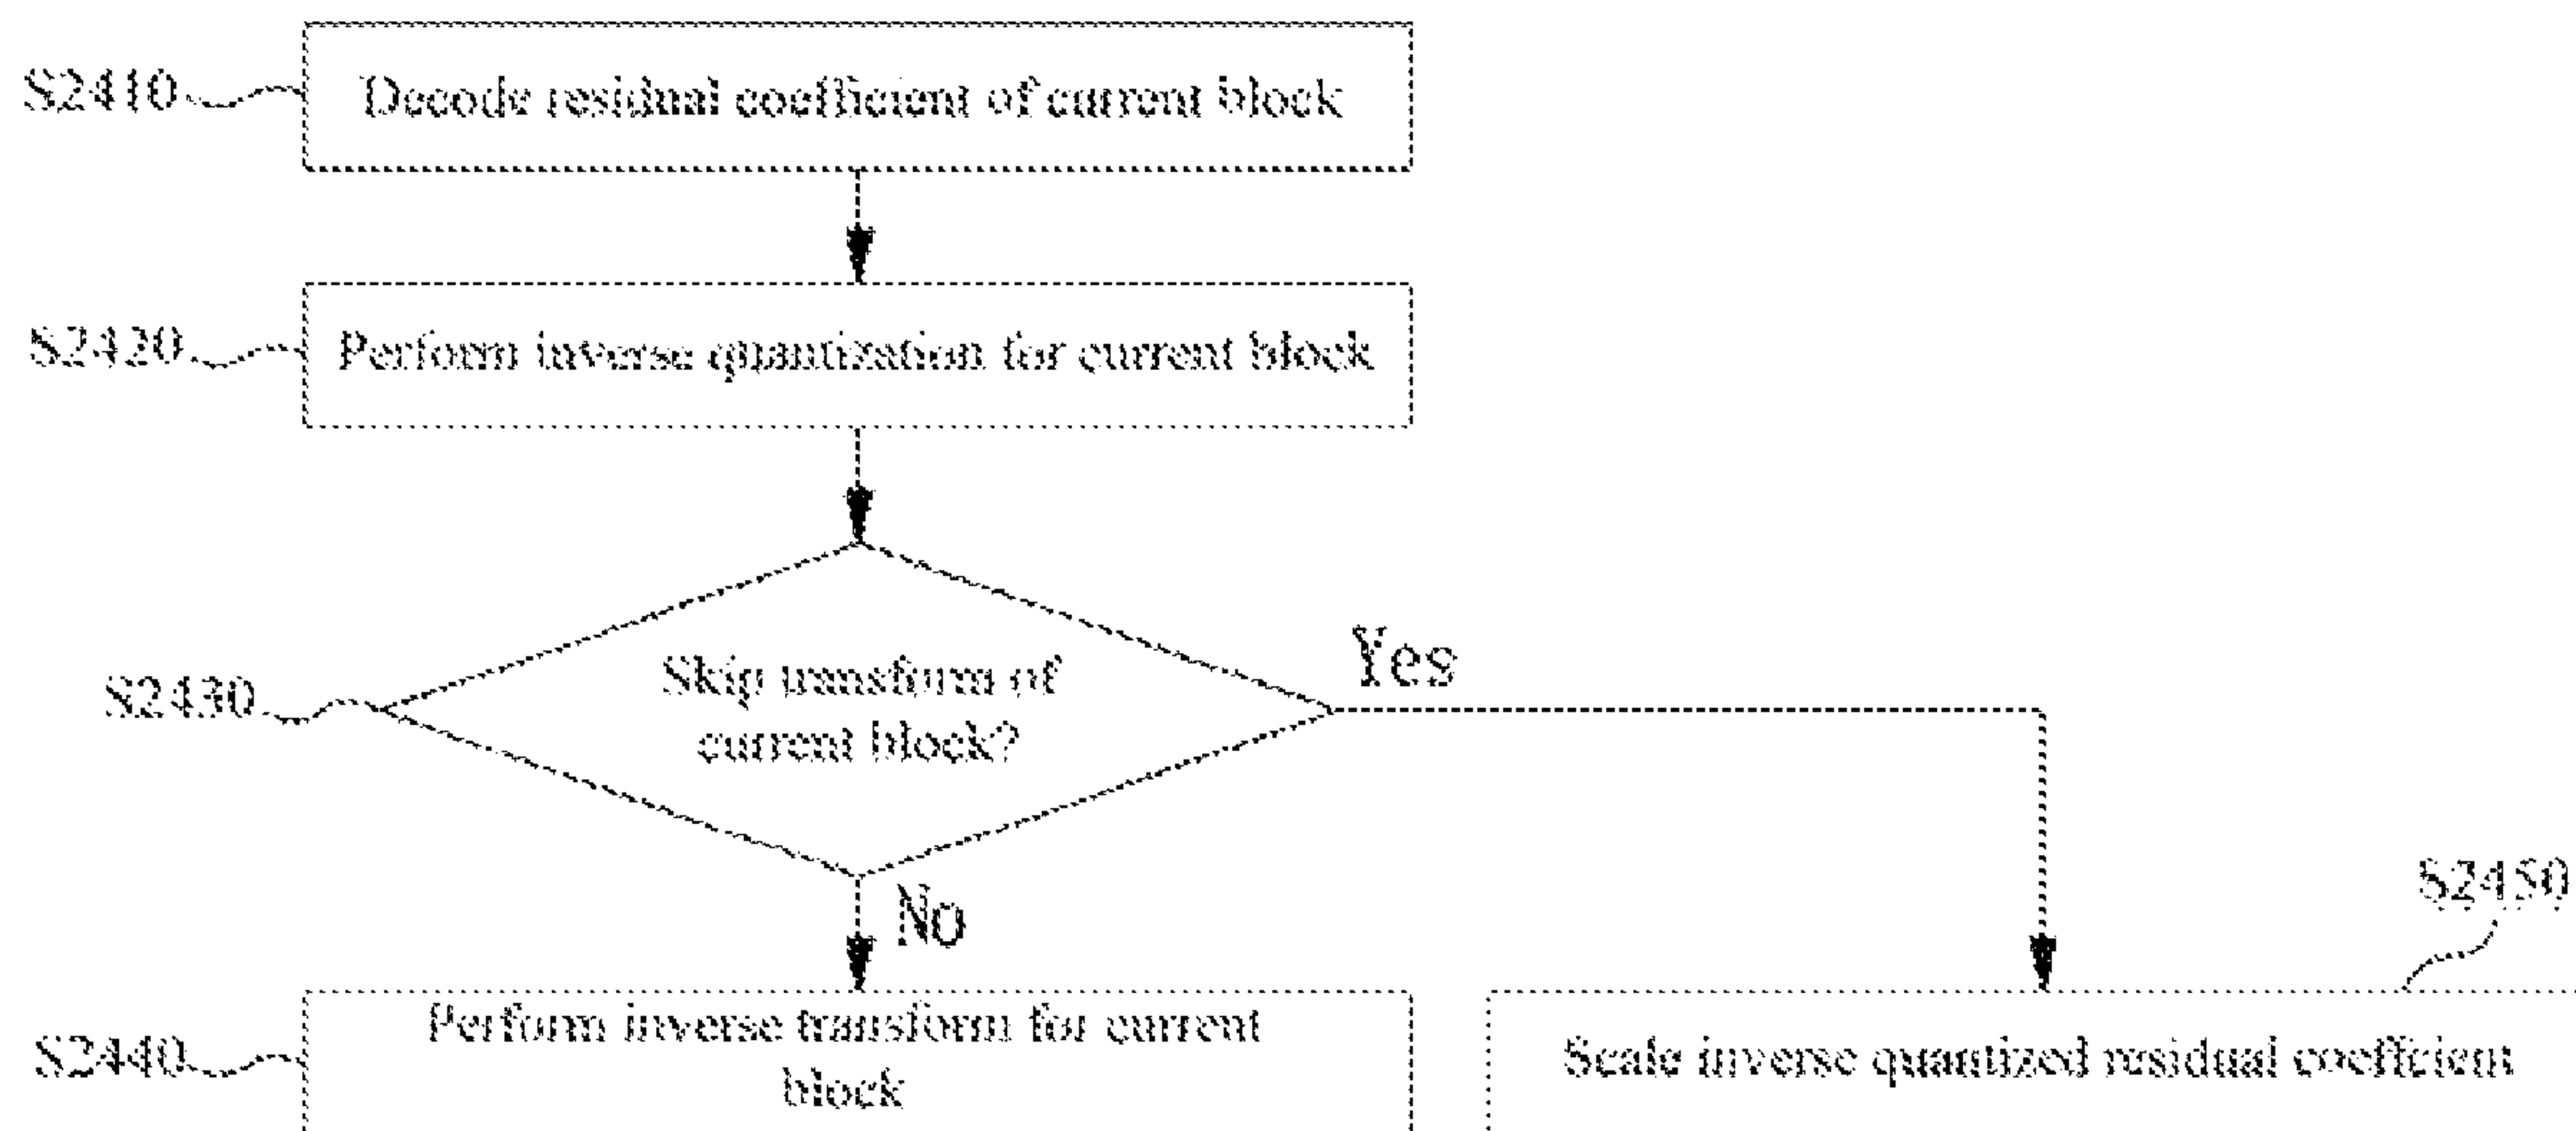 S2410
Decode residual coefficient of current block
S2420
Perform inverse quantization for current block
S2430
Skip transform of
current block?
Yes
No
S2440
Perform inverse transform for current
block
S2450
Scale inverse quantized residual coefficient